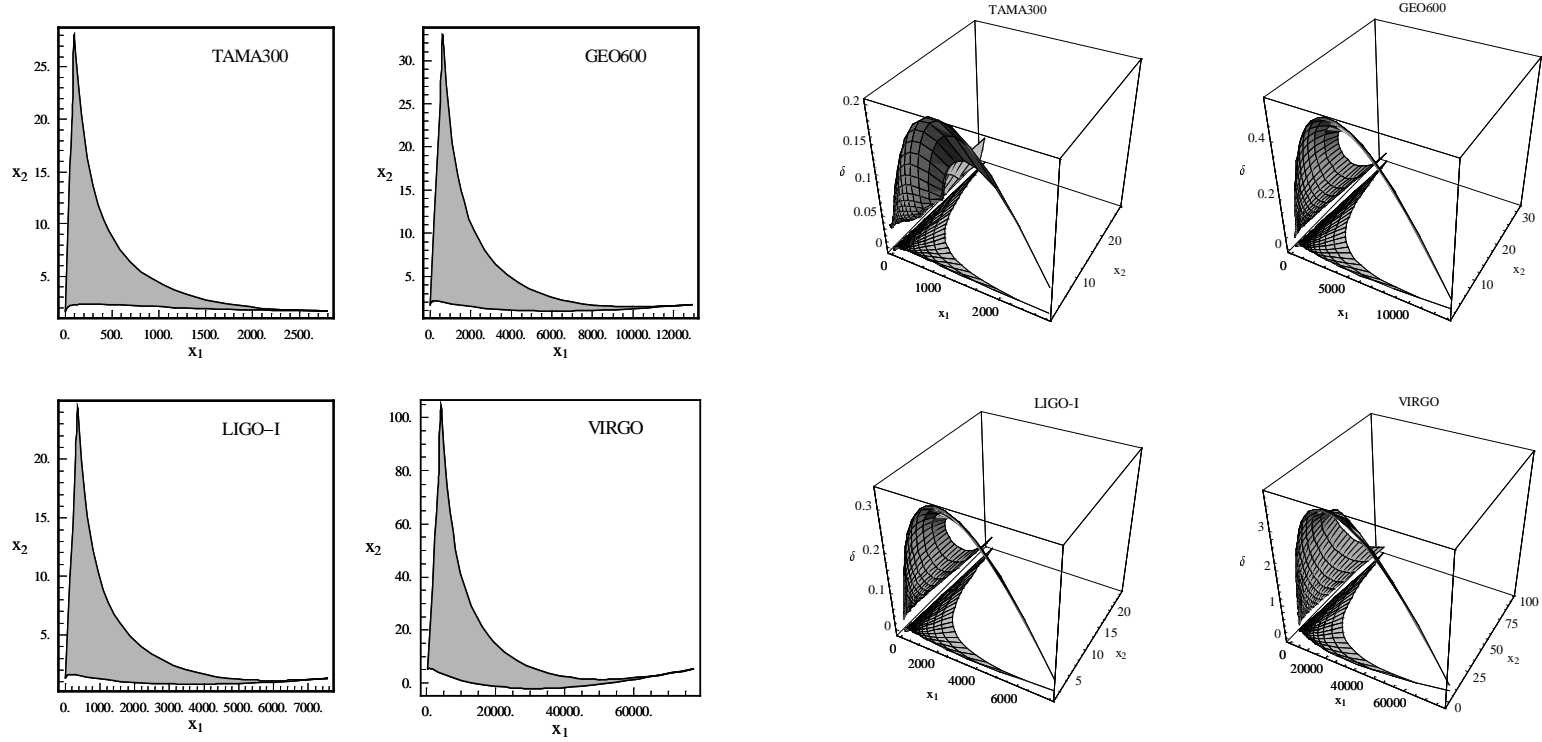 TAMA300
25.
20.
15.
10.
5.
x2
0. 500. 1000. 1500. 2000. 2500.
x1
GEO600
30.
25.
20.
15.
10.
5.
x2
0. 2000. 4000. 6000. 8000. 10000. 12000.
x1
TAMA300
0.2
0.15
0.1
0.05
0
δ
0
1000
2000
x1
10
20
x2
GEO600
0.4
0.2
0
δ
0
5000
10000
x1
10
20
30
x2
LIGO–I
20.
15.
10.
5.
x2
0. 1000. 2000. 3000. 4000. 5000. 6000. 7000.
x1
VIRGO
100.
80.
60.
40.
20.
0.
x2
0. 20000. 40000. 60000.
x1
LIGO-I
0.3
0.2
0.1
0
δ
0
2000
4000
6000
x1
5
10
15
20
x2
VIRGO
3
2
1
0
δ
0
20000
40000
60000
x1
0
25
50
75
100
x2